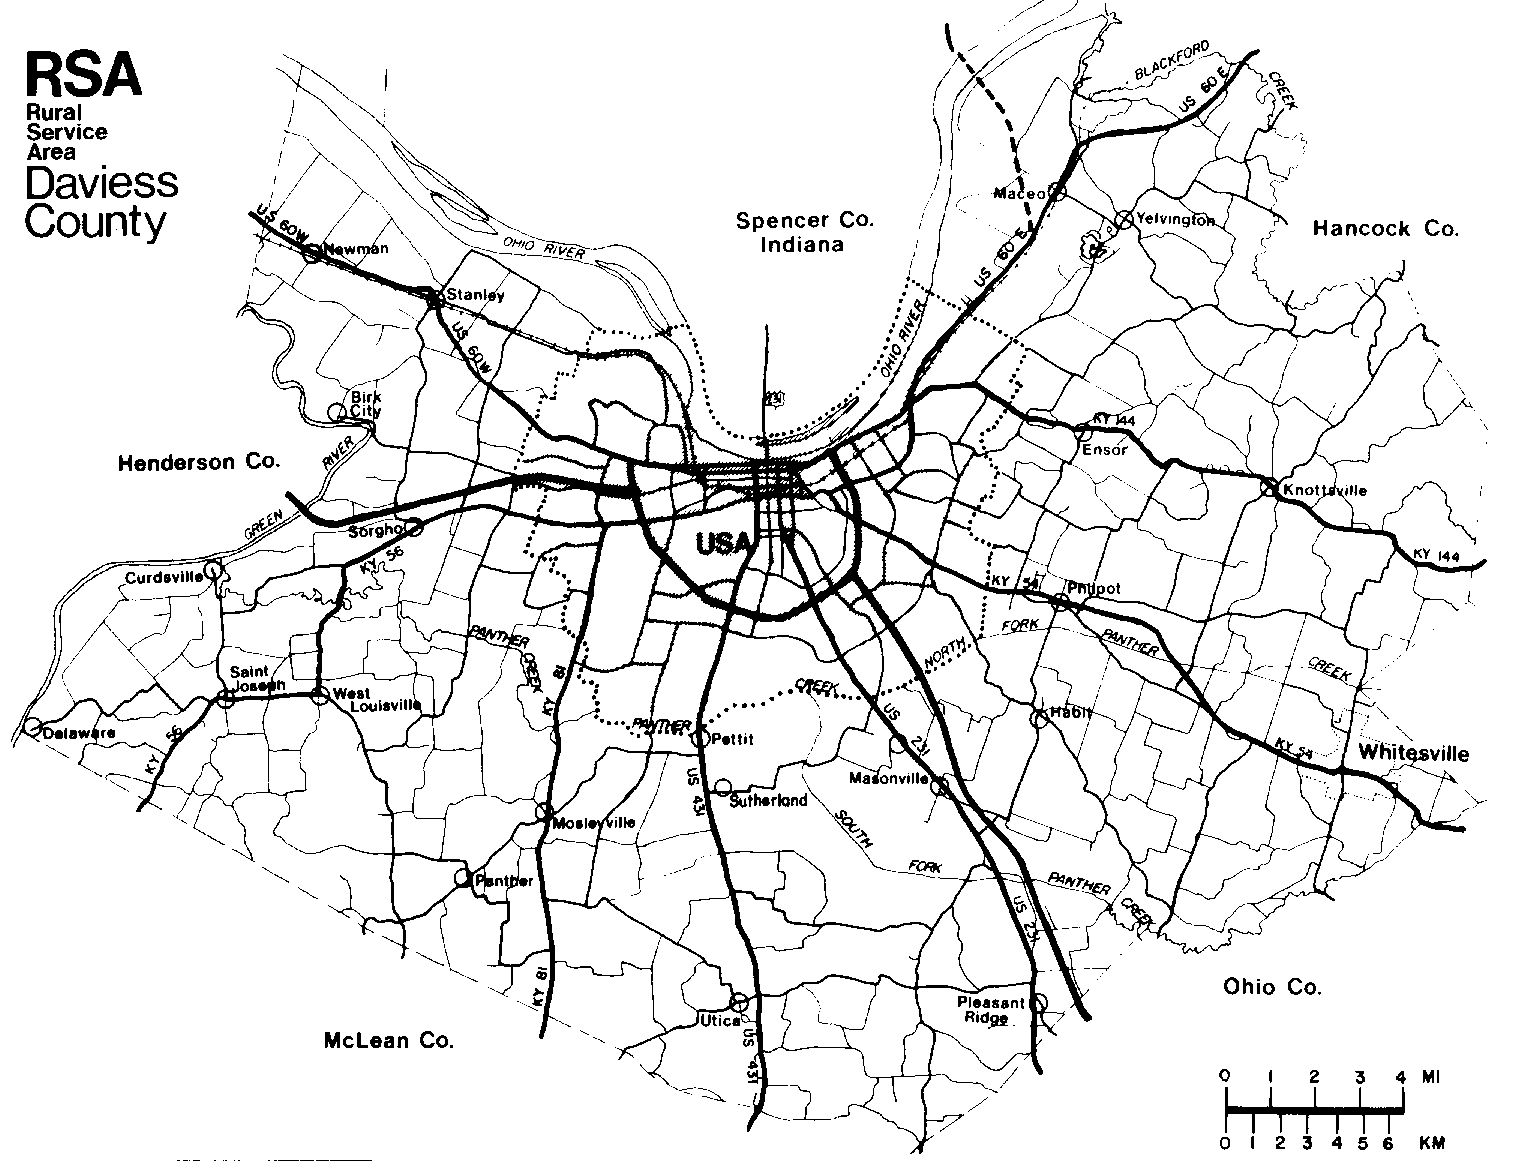 RSA
Rural
Service
Area
Daviess
County
BLACKFORD
CREEK
US 60 E
Maceo
Yelvington
Spencer Co.
Indiana
Hancock Co.
US 60W
Newman
OHIO RIVER
US 60 E
Stanley
US 60W
OHIO RIVER
Birk
City
KY 144
Ensor
Henderson Co.
RIVER
Knottsville
GREEN
Sorgho
USA
KY 56
KY 144
Curdsville
KY 54
Philpot
PANTHER
CREEK
NORTH
FORK
PANTHER
CREEK
Saint
Joseph
West
Louisville
KY 81
CREEK
PANTHER
US 231
Habit
Delaware
KY 56
Pettit
KY 54
Whitesville
US 431
Masonville
Sutherland
Mosleyville
SOUTH
FORK
PANTHER
CREEK
Panther
US 231
KY 81
Ohio Co.
Pleasant
Ridge
Utica
US 431
McLean Co.
0 1 2 3 4 MI
0 1 2 3 4 5 6 KM